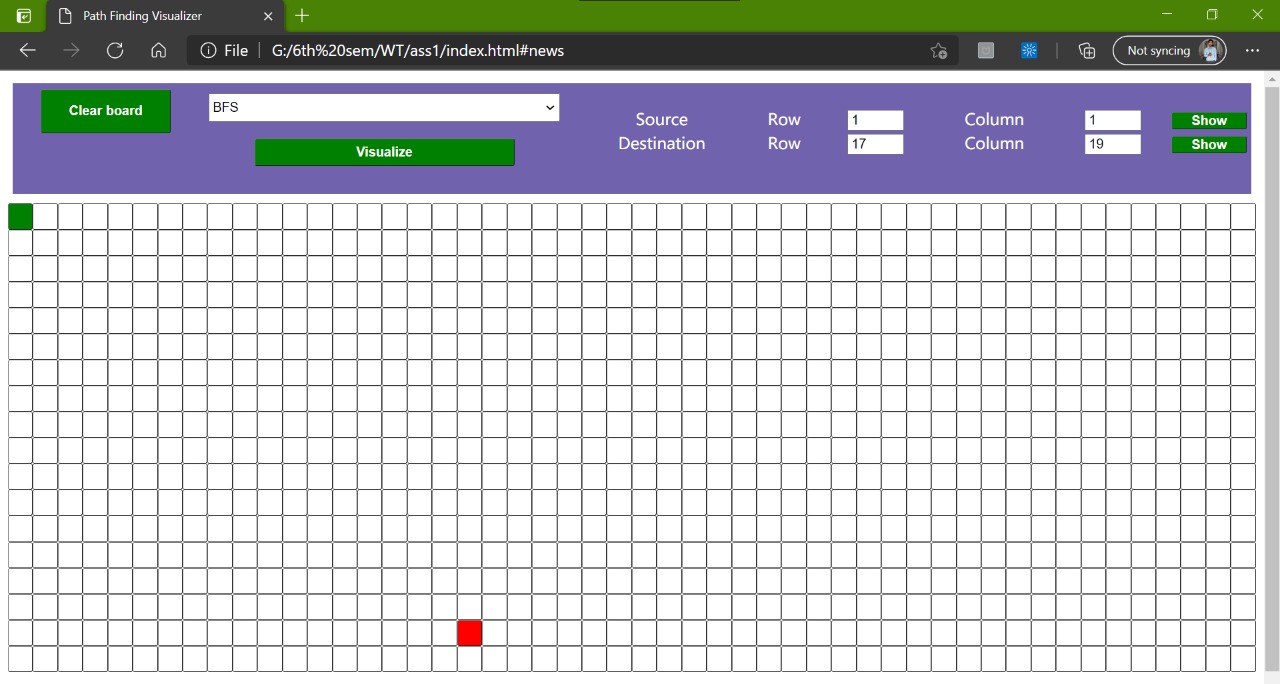 Path Finding Visualizer
File G:/6th%20sem/WT/ass1/index.html#news Not syncing
Clear board
BFS
Visualize
Source Row 1 Column 1 Show
Destination Row 17 Column 19 Show